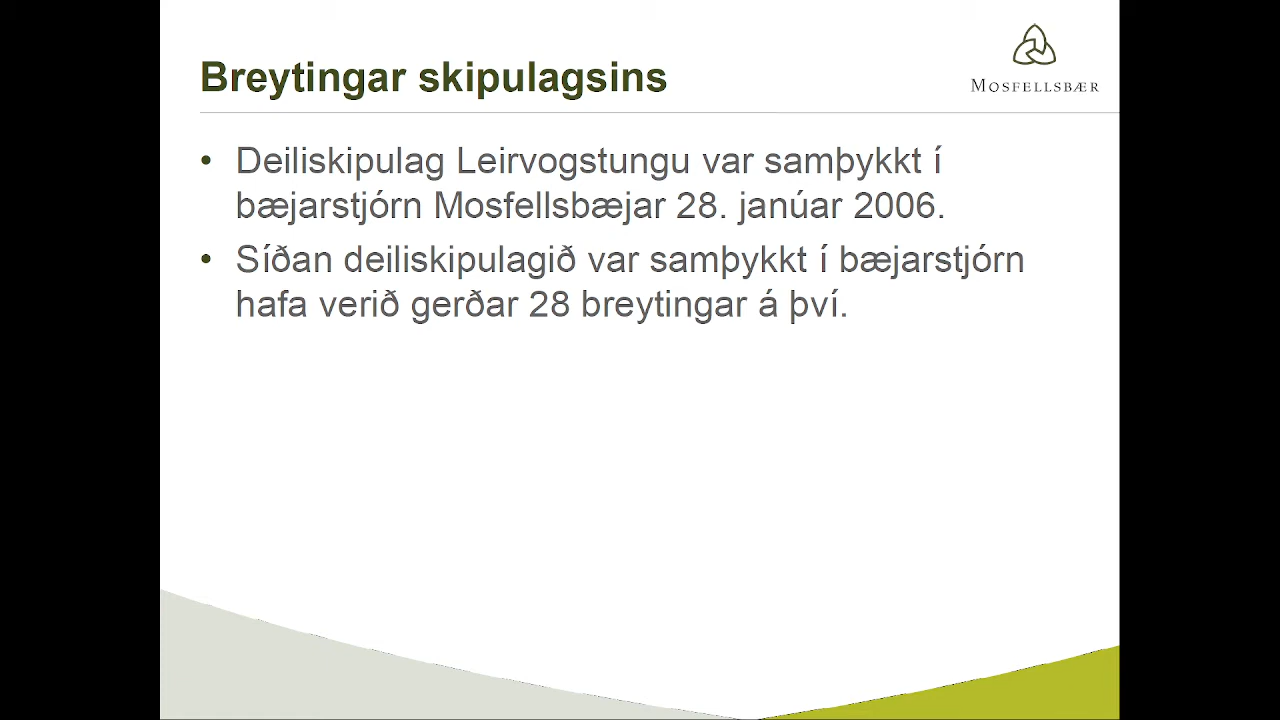 Breytingar skipulagsins
MOSFELLSBÆR
• Deiliskipulag Leirvogstungu var samþykkt í
bæjarstjórn Mosfellsbæjar 28. janúar 2006.
• Síðan deiliskipulagið var samþykkt í bæjarstjórn
hafa verið gerðar 28 breytingar á því.